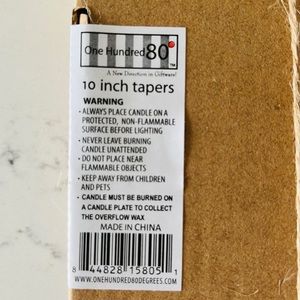 One Hundred 80°
™
A New Direction in Giftware!
10 inch tapers
WARNING
- ALWAYS PLACE CANDLE ON A
PROTECTED, NON-FLAMMABLE
SURFACE BEFORE LIGHTING
- NEVER LEAVE BURNING
CANDLE UNATTENDED
- DO NOT PLACE NEAR
FLAMMABLE OBJECTS
- KEEP AWAY FROM CHILDREN
AND PETS
- CANDLE MUST BE BURNED ON
A CANDLE PLATE TO COLLECT
THE OVERFLOW WAX
MADE IN CHINA
8 44828 15805 1
WWW.ONEHUNDRED80DEGREES.COM